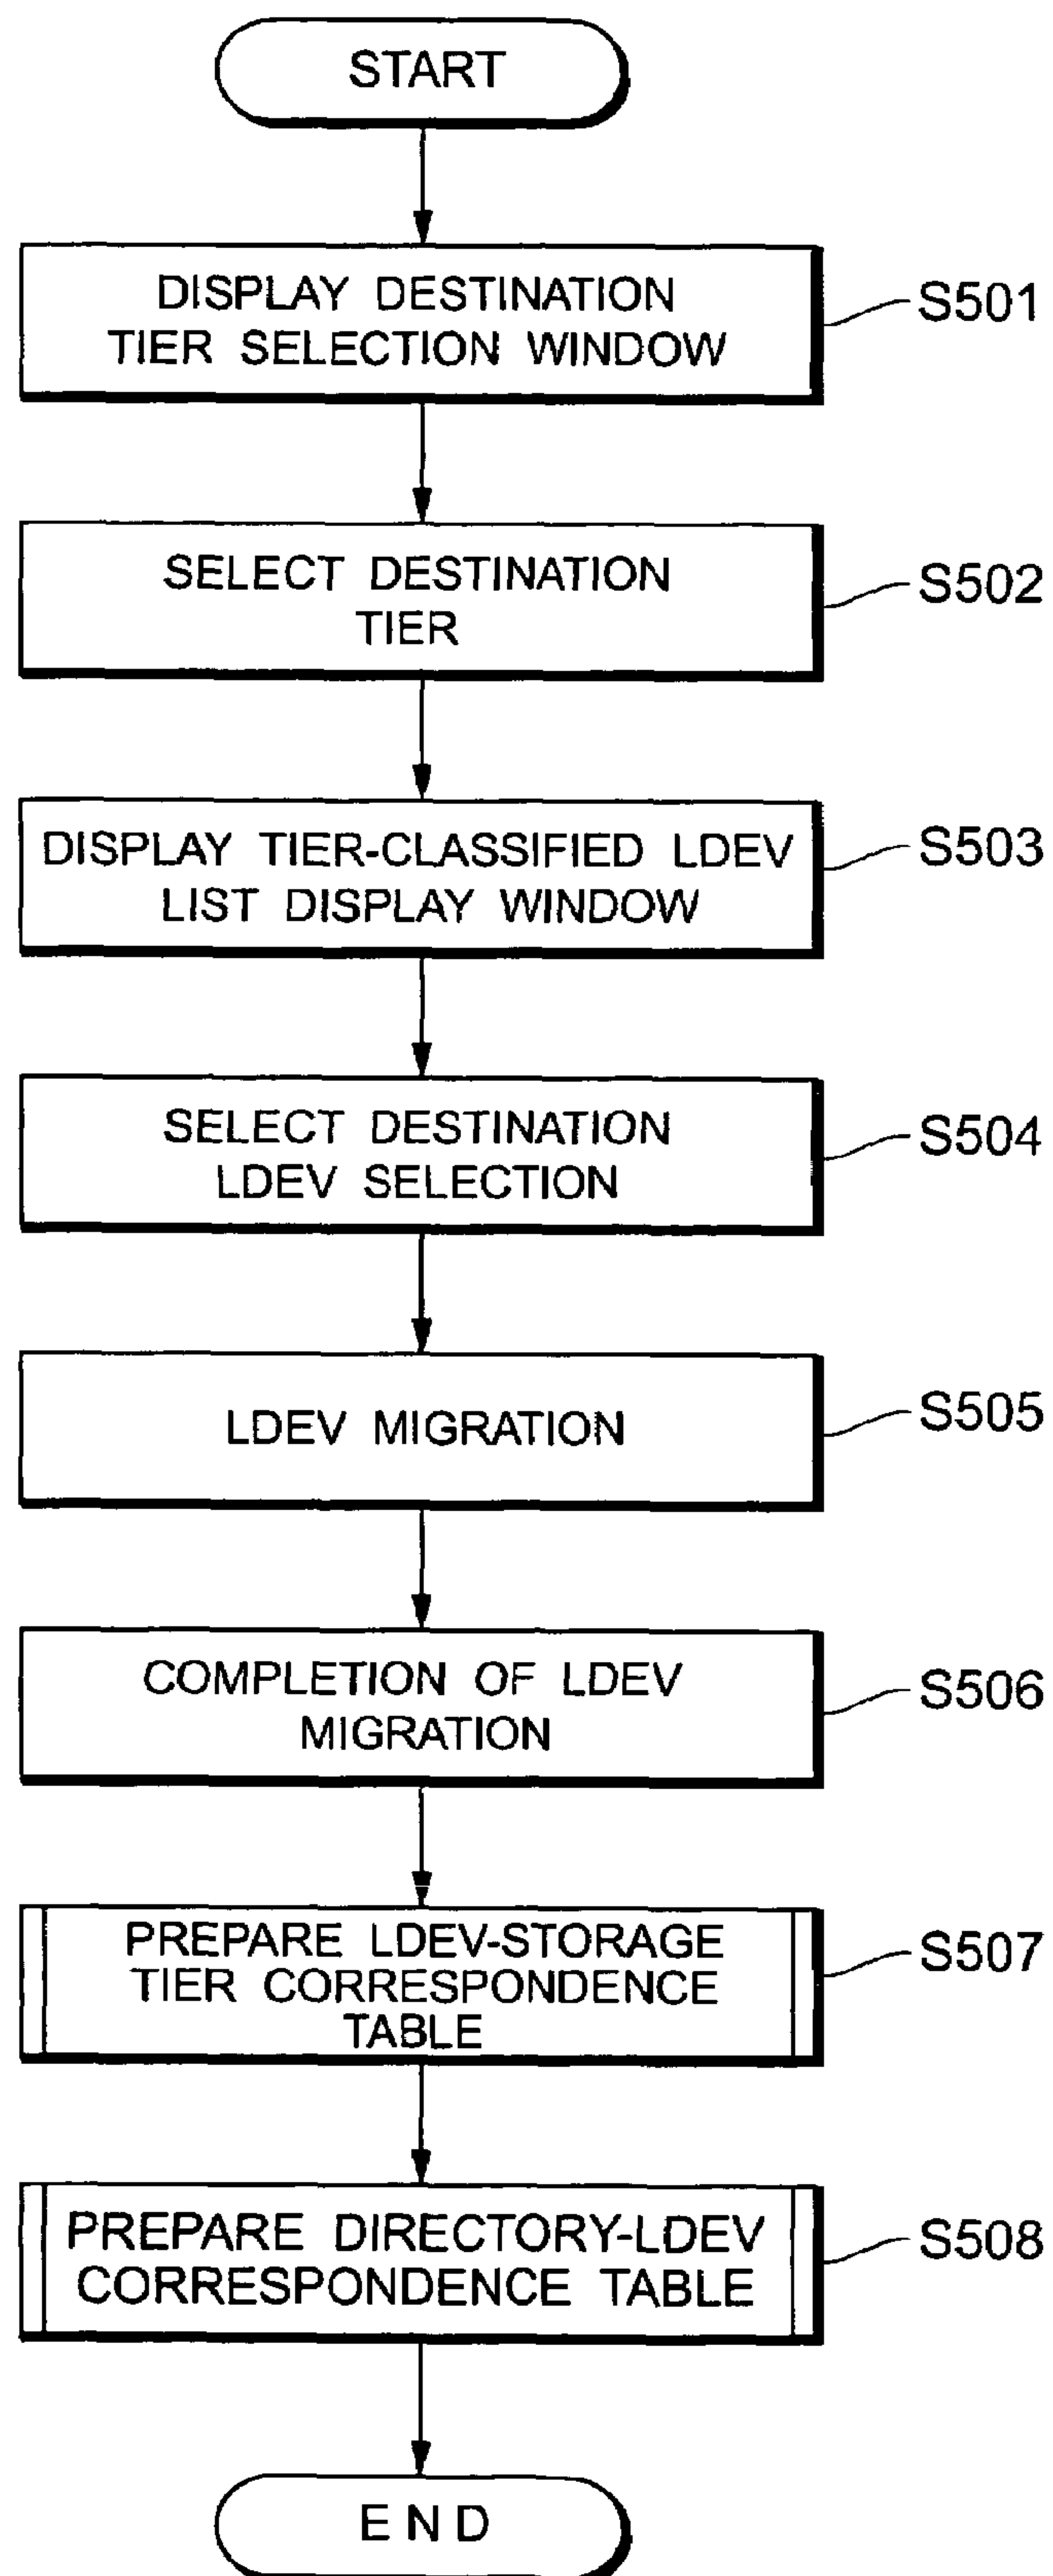 START
DISPLAY DESTINATION
TIER SELECTION WINDOW
S501
SELECT DESTINATION
TIER
S502
DISPLAY TIER-CLASSIFIED LDEV
LIST DISPLAY WINDOW
S503
SELECT DESTINATION
LDEV SELECTION
S504
LDEV MIGRATION
S505
COMPLETION OF LDEV
MIGRATION
S506
PREPARE LDEV-STORAGE
TIER CORRESPONDENCE
TABLE
S507
PREPARE DIRECTORY-LDEV
CORRESPONDENCE TABLE
S508
END